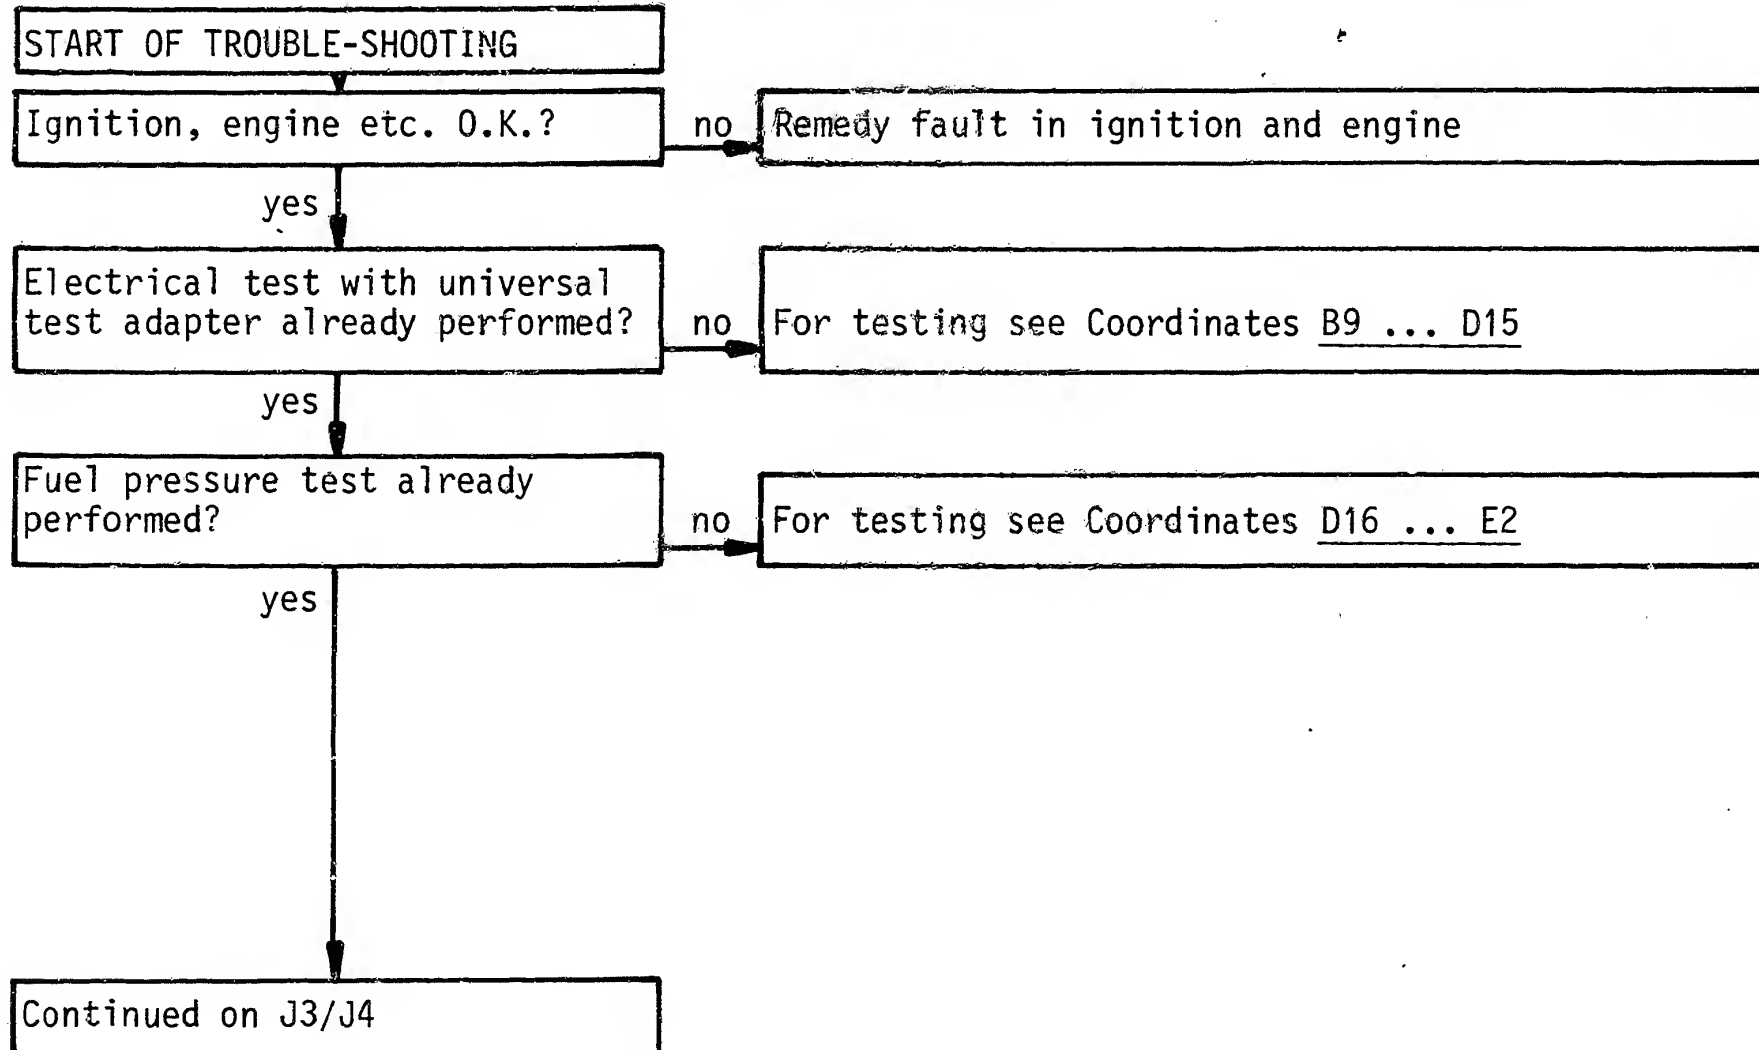 START OF TROUBLE-SHOOTING
Ignition, engine etc. O.K.?
no
Remedy fault in ignition and engine
yes
Electrical test with universal
test adapter already performed?
no
For testing see Coordinates B9 ... D15
yes
Fuel pressure test already
performed?
no
For testing see Coordinates D16 ... E2
yes
Continued on J3/J4